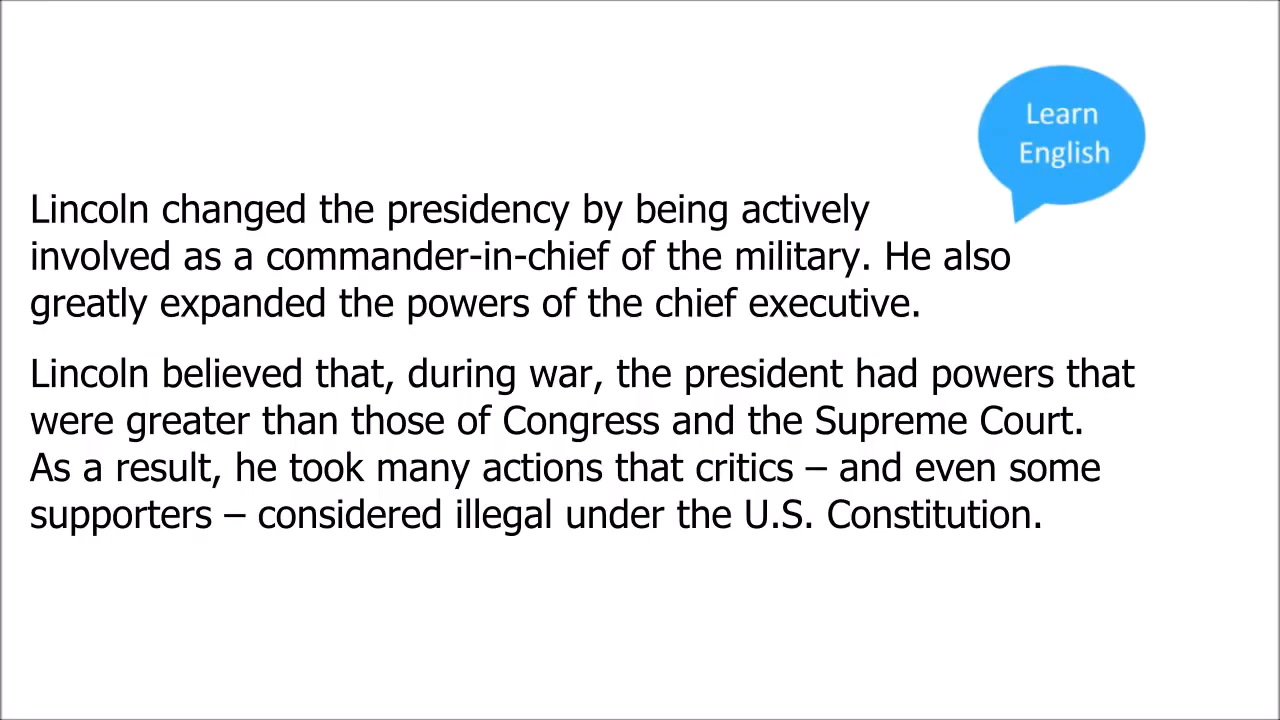 Learn
English
Lincoln changed the presidency by being actively
involved as a commander-in-chief of the military. He also
greatly expanded the powers of the chief executive.
Lincoln believed that, during war, the president had powers that
were greater than those of Congress and the Supreme Court.
As a result, he took many actions that critics – and even some
supporters – considered illegal under the U.S. Constitution.